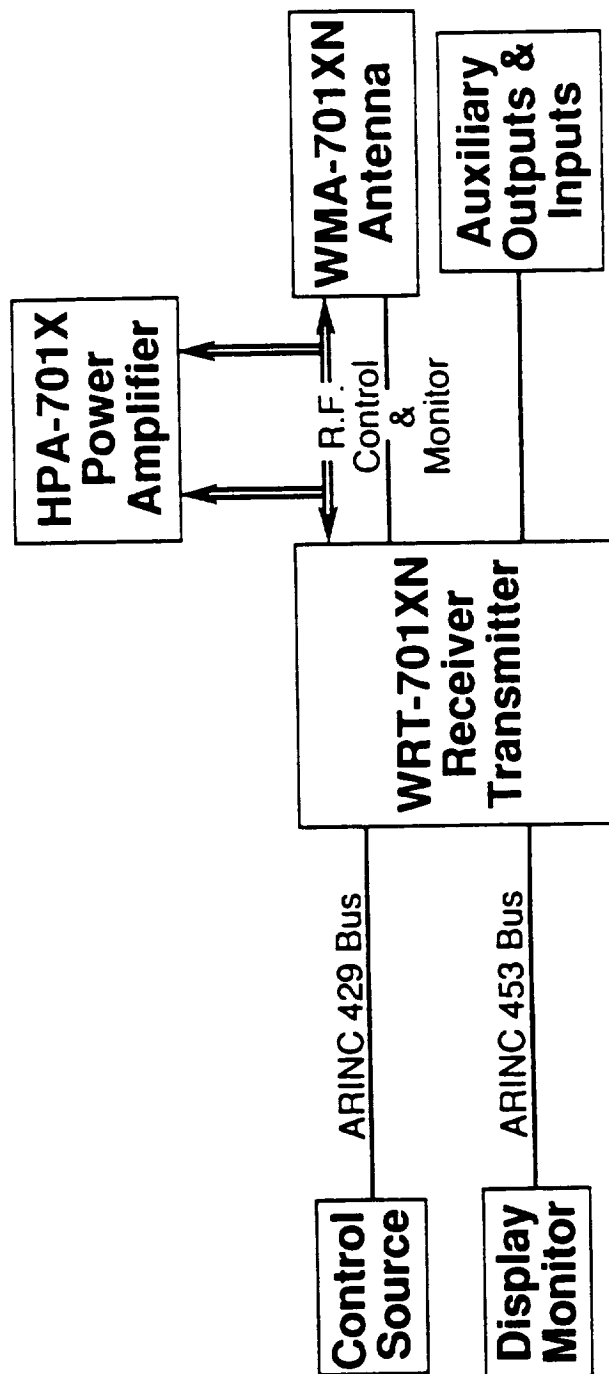 HPA-701X
Power
Amplifier
WMA-701XN
Antenna
R.F.
Control
&
Monitor
Auxiliary
Outputs &
Inputs
WRT-701XN
Receiver
Transmitter
ARINC 429 Bus
ARINC 453 Bus
Control
Source
Display
Monitor